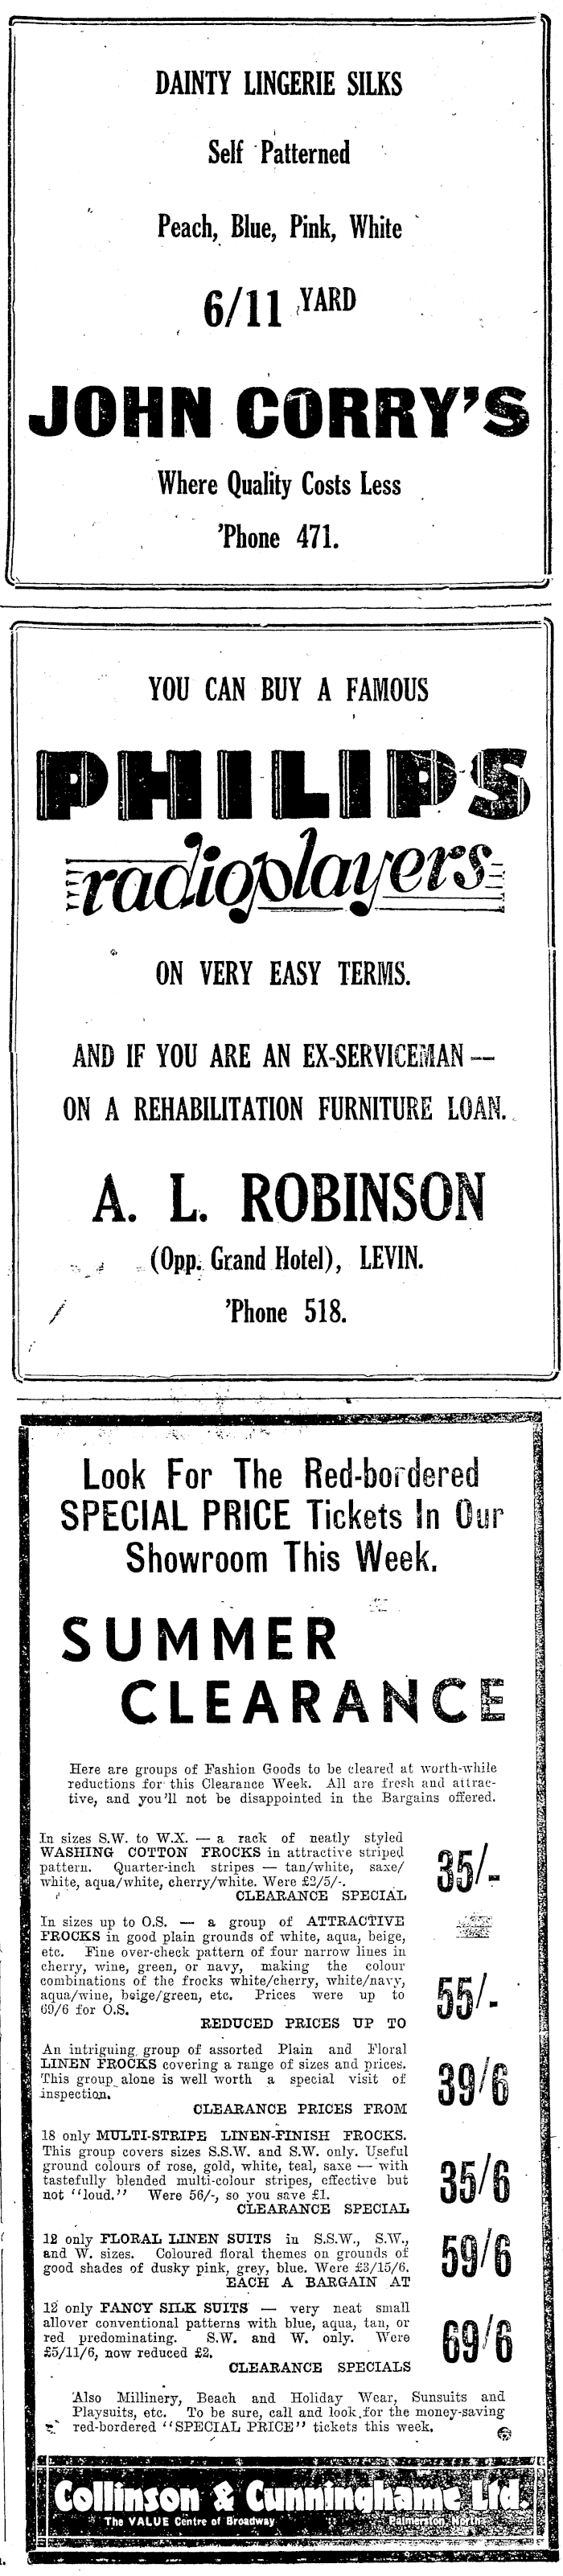 DAINTY LINGERIE SILKS
Self Patterned
Peach, Blue, Pink, White
6/11 YARD
JOHN CORRY'S
Where Quality Costs Less
'Phone 471.
YOU CAN BUY A FAMOUS
PHILIPS
radioplayers
ON VERY EASY TERMS.
AND IF YOU ARE AN EX-SERVICEMAN —
ON A REHABILITATION FURNITURE LOAN.
A. L. ROBINSON
(Opp. Grand Hotel), LEVIN.
'Phone 518.
Look For The Red-bordered
SPECIAL PRICE Tickets In Our
Showroom This Week.
SUMMER
CLEARANCE
Here are groups of Fashion Goods to be cleared at worth-while
reductions for this Clearance Week. All are fresh and attrac-
tive, and you'll not be disappointed in the Bargains offered.
In sizes S.W. to W.X. — a rack of neatly styled
WASHING COTTON FROCKS in attractive striped
pattern. Quarter-inch stripes — tan/white, saxe/
white, aqua/white, cherry/white. Were £2/5/-.
CLEARANCE SPECIAL
35/-
In sizes up to O.S. — a group of ATTRACTIVE
FROCKS in good plain grounds of white, aqua, beige,
etc. Fine over-check pattern of four narrow lines in
cherry, wine, green, or navy, making the colour
combinations of the frocks white/cherry, white/navy,
aqua/wine, beige/green, etc. Prices were up to
69/6 for O.S.
REDUCED PRICES UP TO
55/-
An intriguing group of assorted Plain and Floral
LINEN FROCKS covering a range of sizes and prices.
This group alone is well worth a special visit of
inspection.
CLEARANCE PRICES FROM
39/6
18 only MULTI-STRIPE LINEN-FINISH FROCKS.
This group covers sizes S.S.W. and S.W. only. Useful
ground colours of rose, gold, white, teal, saxe — with
tastefully blended multi-colour stripes, effective but
not "loud." Were 56/-, so you save £1.
CLEARANCE SPECIAL
35/6
12 only FLORAL LINEN SUITS in S.S.W., S.W.,
and W. sizes. Coloured floral themes on grounds of
good shades of dusky pink, grey, blue. Were £3/15/6.
EACH A BARGAIN AT
59/6
12 only FANCY SILK SUITS — very neat small
allover conventional patterns with blue, aqua, tan, or
red predominating. S.W. and W. only. Were
£5/11/6, now reduced £2.
CLEARANCE SPECIALS
69/6
Also Millinery, Beach and Holiday Wear, Sunsuits and
Playsuits, etc. To be sure, call and look for the money-saving
red-bordered "SPECIAL PRICE" tickets this week.
Collinson & Cunninghame Ltd.
The VALUE Centre of Broadway Palmerston North